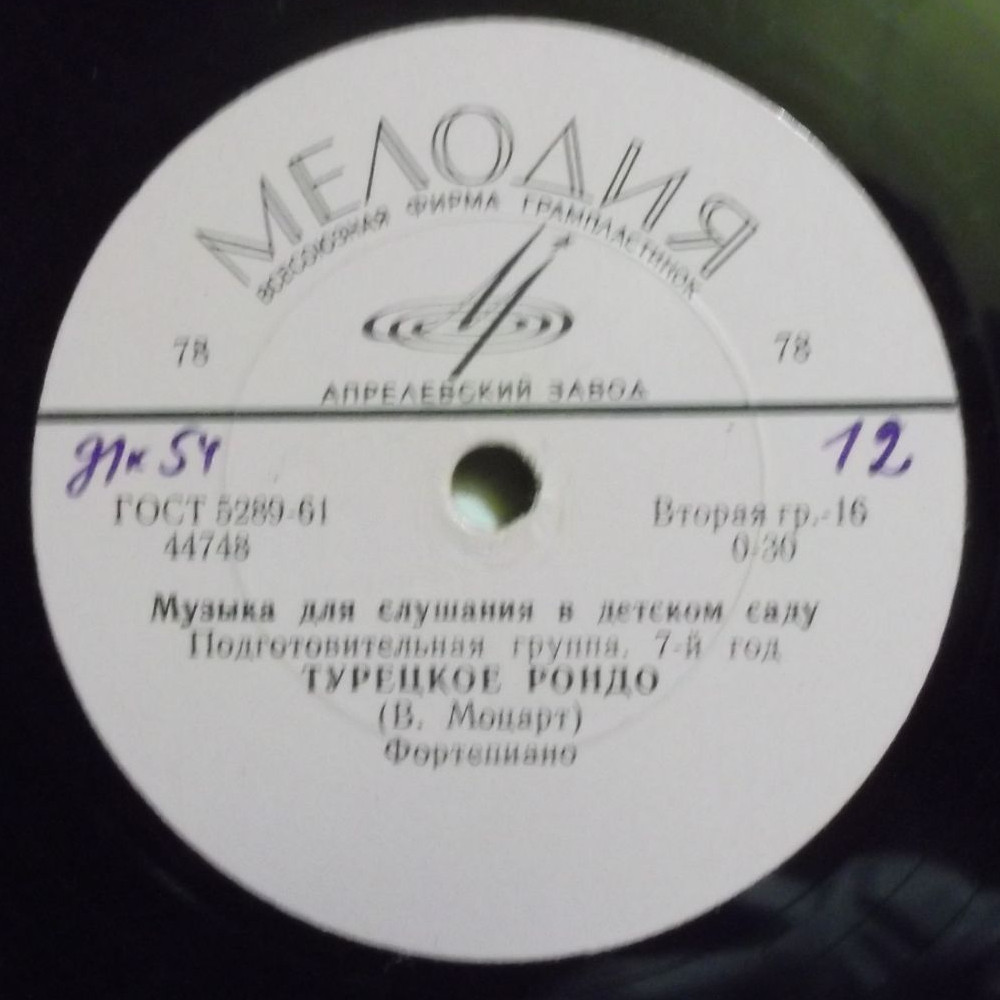 МЕЛОДИЯ
ВСЕСОЮЗНАЯ ФИРМА ГРАМПЛАСТИНОК
78 78
АПРЕЛЕВСКИЙ ЗАВОД
54 12
ГОСТ 5289-61 Вторая гр.-16
44748 0-30
Музыка для слушания в детском саду
Подготовительная группа, 7-й год
ТУРЕЦКОЕ РОНДО
(В. Моцарт)
Фортепиано